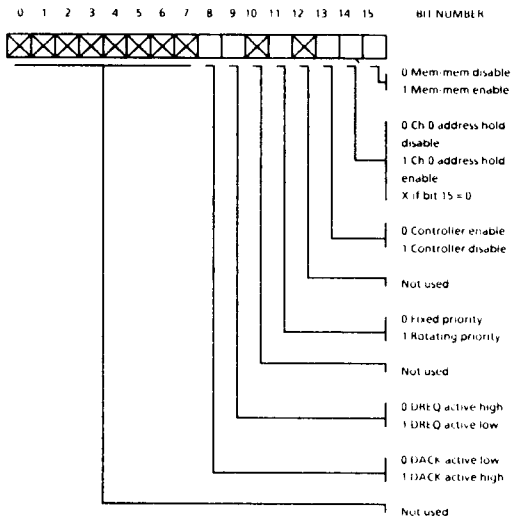 0 1 2 3 4 5 6 7 8 9 10 11 12 13 14 15 BIT NUMBER
0 Mem-mem disable
1 Mem-mem enable
0 Ch 0 address hold
disable
1 Ch 0 address hold
enable
X if bit 15 = 0
0 Controller enable
1 Controller disable
Not used
0 Fixed priority
1 Rotating priority
Not used
0 DREQ active high
1 DREQ active low
0 DACK active low
1 DACK active high
Not used